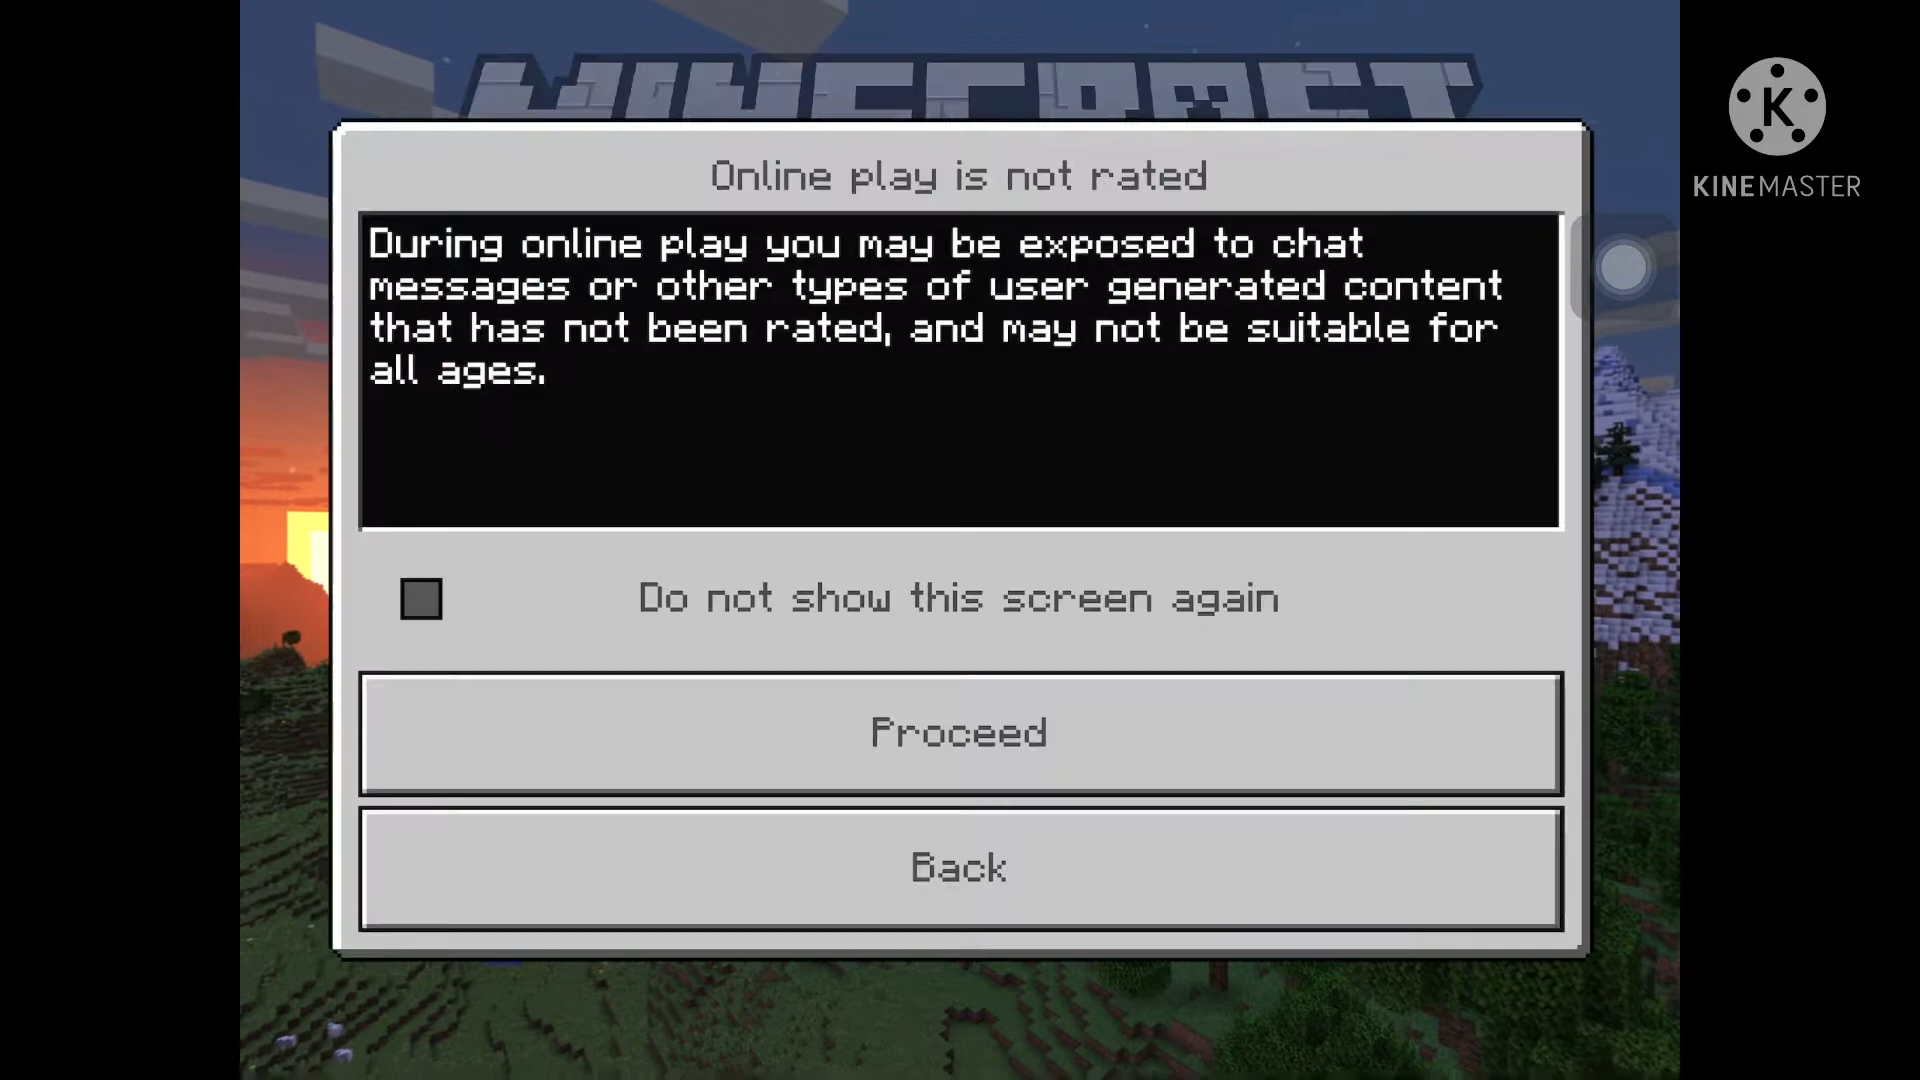 MINECRAFT
K
KINEMASTER
Online play is not rated
During online play you may be exposed to chat
messages or other types of user generated content
that has not been rated, and may not be suitable for
all ages.
Do not show this screen again
Proceed
Back